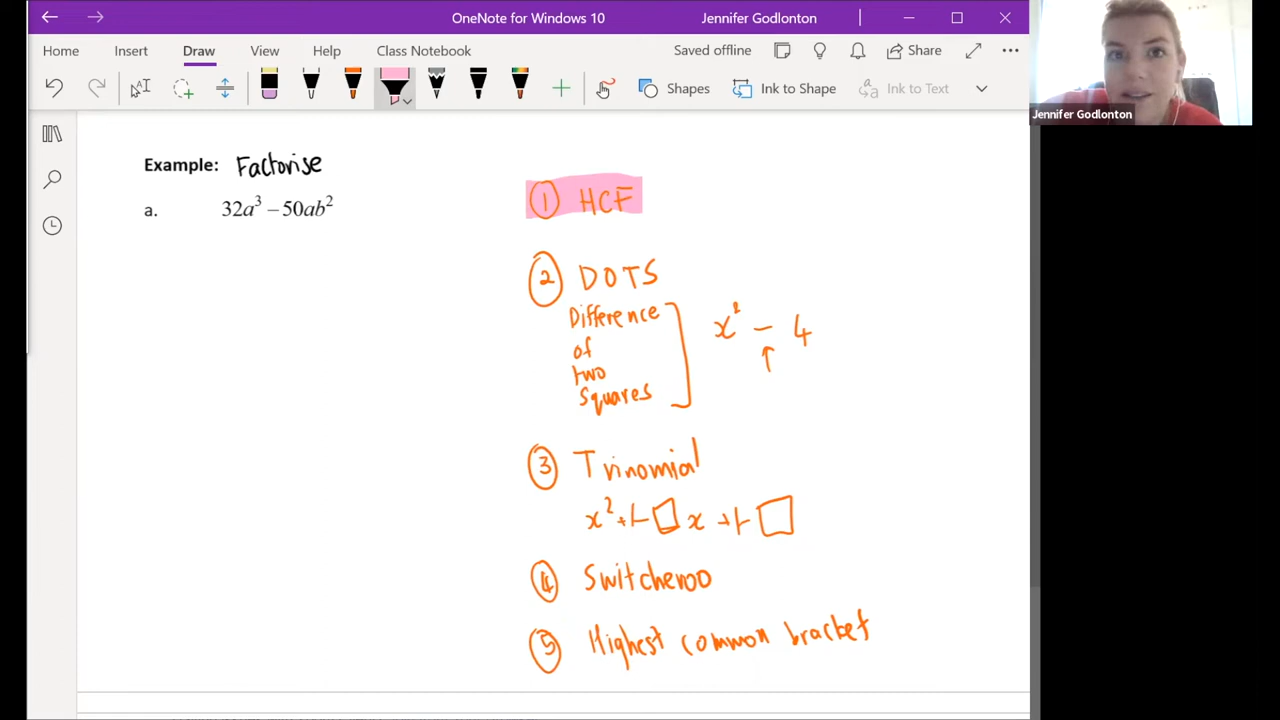 OneNote for Windows 10
Jennifer Godlonton
Home Insert Draw View Help Class Notebook
Saved offline
Share
Shapes
Ink to Shape
Ink to Text
Jennifer Godlonton
Example: Factorise
a. 32a³ – 50ab²
① HCF
② DOTS
Difference
of
two
Squares
x² – 4
↑
③ Trinomial
x² +- □ x +- □
④ Switcheroo
⑤ Highest common bracket